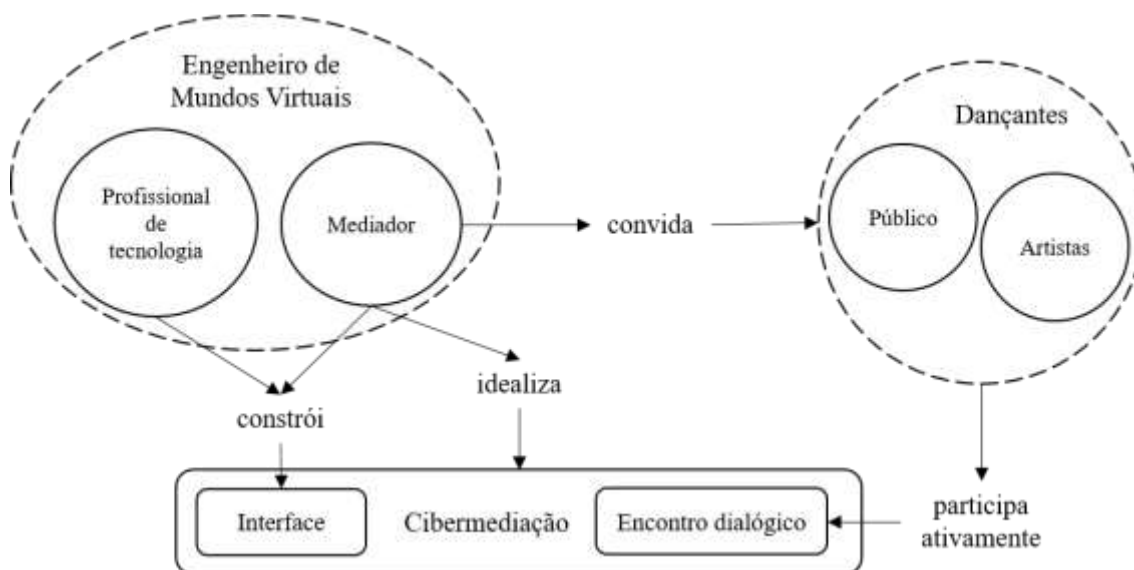 Engenheiro de
Mundos Virtuais
Dançantes
Profissional
de
tecnologia
Mediador
convida
Público
Artistas
idealiza
constrói
Interface
Cibermediação
Encontro dialógico
participa
ativamente